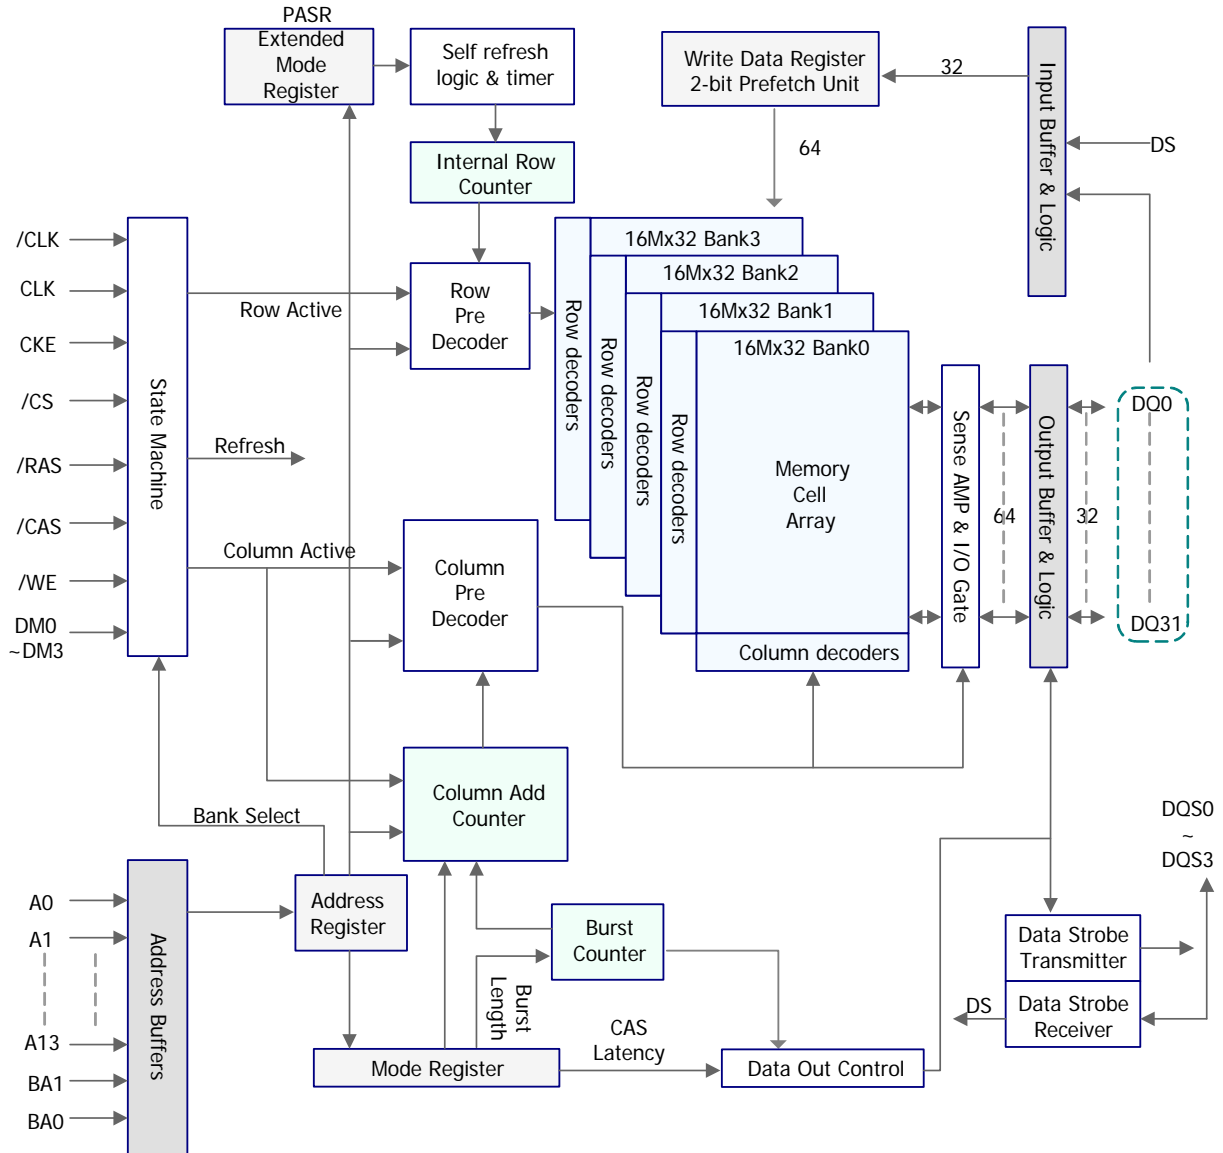 PASR
Extended
Mode
Register
Self refresh
logic & timer
Internal Row
Counter
Write Data Register
2-bit Prefetch Unit
32
64
Input Buffer & Logic
DS
/CLK
CLK
CKE
/CS
/RAS
/CAS
/WE
DM0
~DM3
State Machine
Row Active
Refresh
Column Active
Bank Select
Row
Pre
Decoder
Row decoders
Row decoders
Row decoders
Row decoders
16Mx32 Bank3
16Mx32 Bank2
16Mx32 Bank1
16Mx32 Bank0
Memory
Cell
Array
Column decoders
Sense AMP & I/O Gate
64
Output Buffer & Logic
32
DQ0
DQ31
Column
Pre
Decoder
Column Add
Counter
A0
A1
A13
BA1
BA0
Address Buffers
Address
Register
Burst
Counter
Burst
Length
Mode Register
CAS
Latency
Data Out Control
DQS0
~
DQS3
Data Strobe
Transmitter
Data Strobe
Receiver
DS